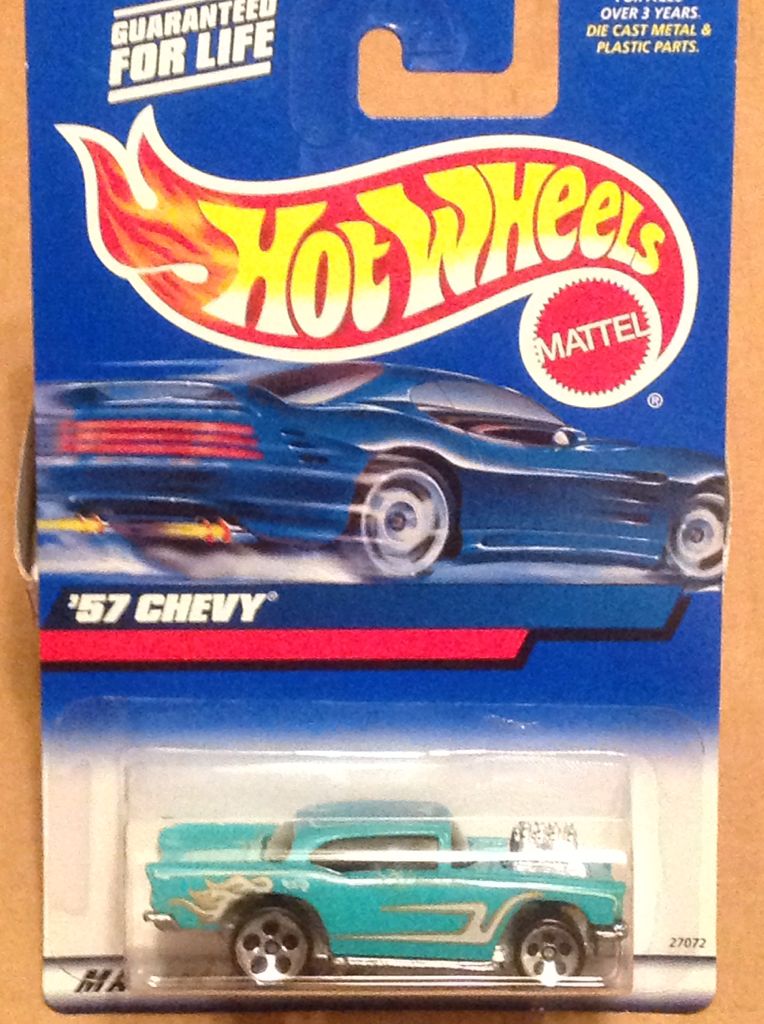 GUARANTEED
FOR LIFE
OVER 3 YEARS.
DIE CAST METAL &
PLASTIC PARTS.
HOT WHEELS
MATTEL
®
'57 CHEVY®
27072